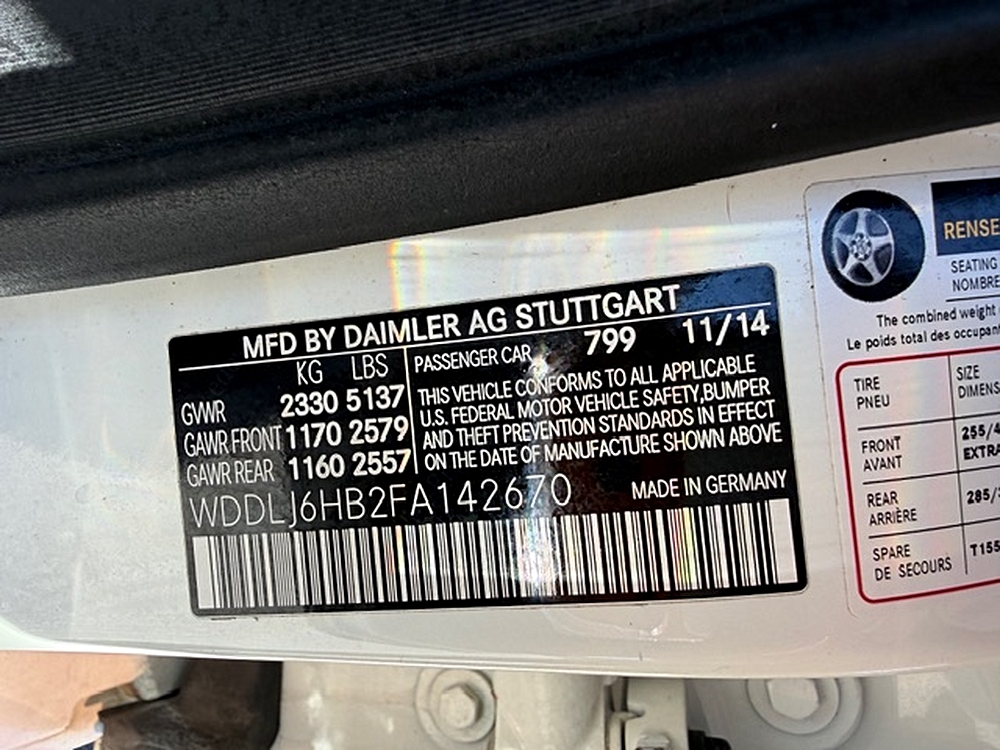 MFD BY DAIMLER AG STUTTGART
KG LBS
GVWR 2330 5137
GAWR FRONT 1170 2579
GAWR REAR 1160 2557
PASSENGER CAR 799 11/14
THIS VEHICLE CONFORMS TO ALL APPLICABLE
U.S. FEDERAL MOTOR VEHICLE SAFETY,BUMPER
AND THEFT PREVENTION STANDARDS IN EFFECT
ON THE DATE OF MANUFACTURE SHOWN ABOVE
WDDLJ6HB2FA142670 MADE IN GERMANY
RENSE
SEATING
NOMBRE
The combined weight
Le poids total des occupan
TIRE
PNEU
SIZE
DIMENS
FRONT
AVANT
255/4
EXTRA
REAR
ARRIÈRE
285/
SPARE
DE SECOURS
T155